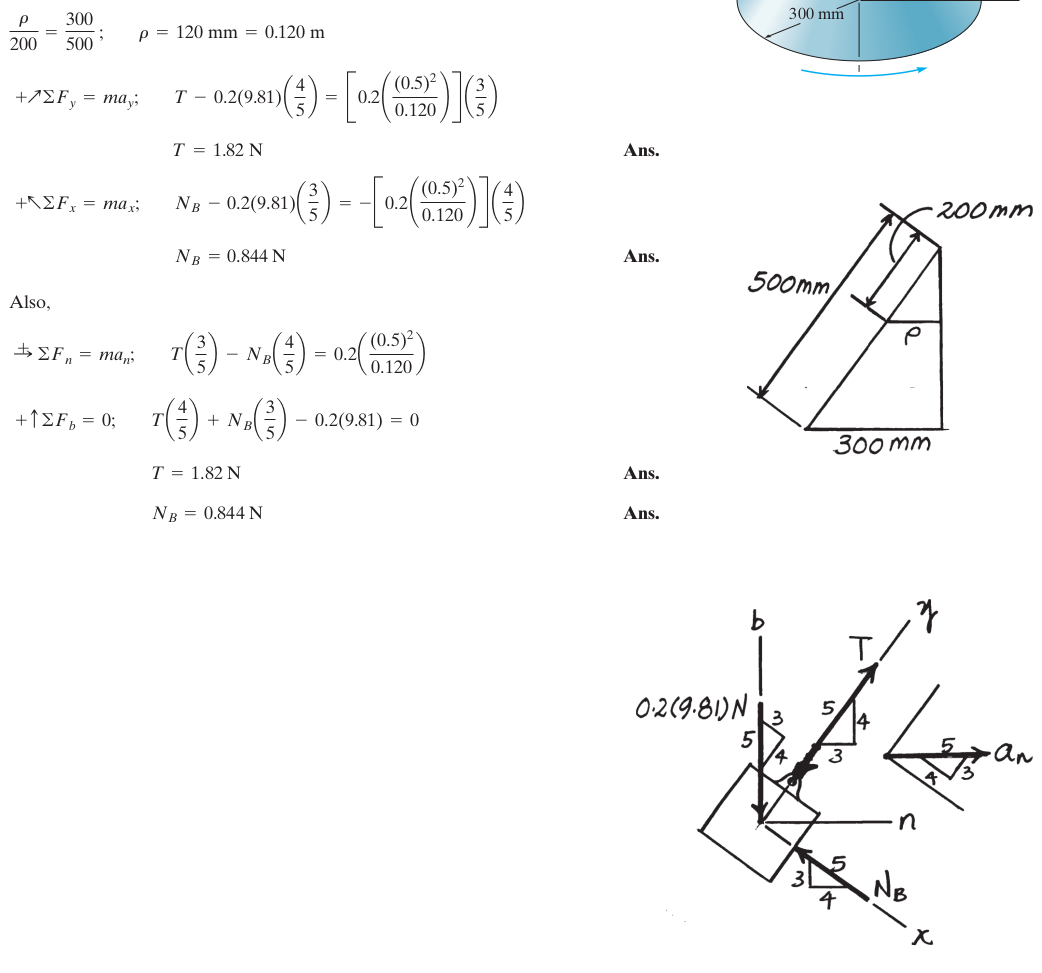 ρ/200 = 300/500; ρ = 120 mm = 0.120 m
+↗ΣF_y = ma_y; T − 0.2(9.81)(4/5) = [0.2((0.5)²/0.120)](3/5)
T = 1.82 N Ans.
+↖ΣF_x = ma_x; N_B − 0.2(9.81)(3/5) = −[0.2((0.5)²/0.120)](4/5)
N_B = 0.844 N Ans.
Also,
±→ ΣF_n = ma_n; T(3/5) − N_B(4/5) = 0.2((0.5)²/0.120)
+↑ΣF_b = 0; T(4/5) + N_B(3/5) − 0.2(9.81) = 0
T = 1.82 N Ans.
N_B = 0.844 N Ans.
300 mm
200mm
500mm
ρ
300mm
b
y
T
0.2(9.81)N
3
5
4
5
4
3
5
4
3
a_n
n
5
3
4
N_B
x